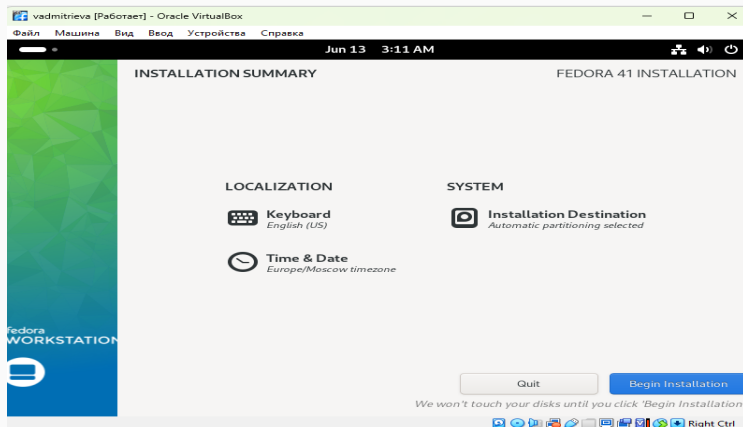 vadmitrieva [Работает] - Oracle VirtualBox
Файл Машина Вид Ввод Устройства Справка
Jun 13 3:11 AM
INSTALLATION SUMMARY
FEDORA 41 INSTALLATION
LOCALIZATION
SYSTEM
Keyboard
English (US)
Installation Destination
Automatic partitioning selected
Time & Date
Europe/Moscow timezone
fedora
WORKSTATION
Quit
Begin Installation
We won't touch your disks until you click 'Begin Installation
Right Ctrl